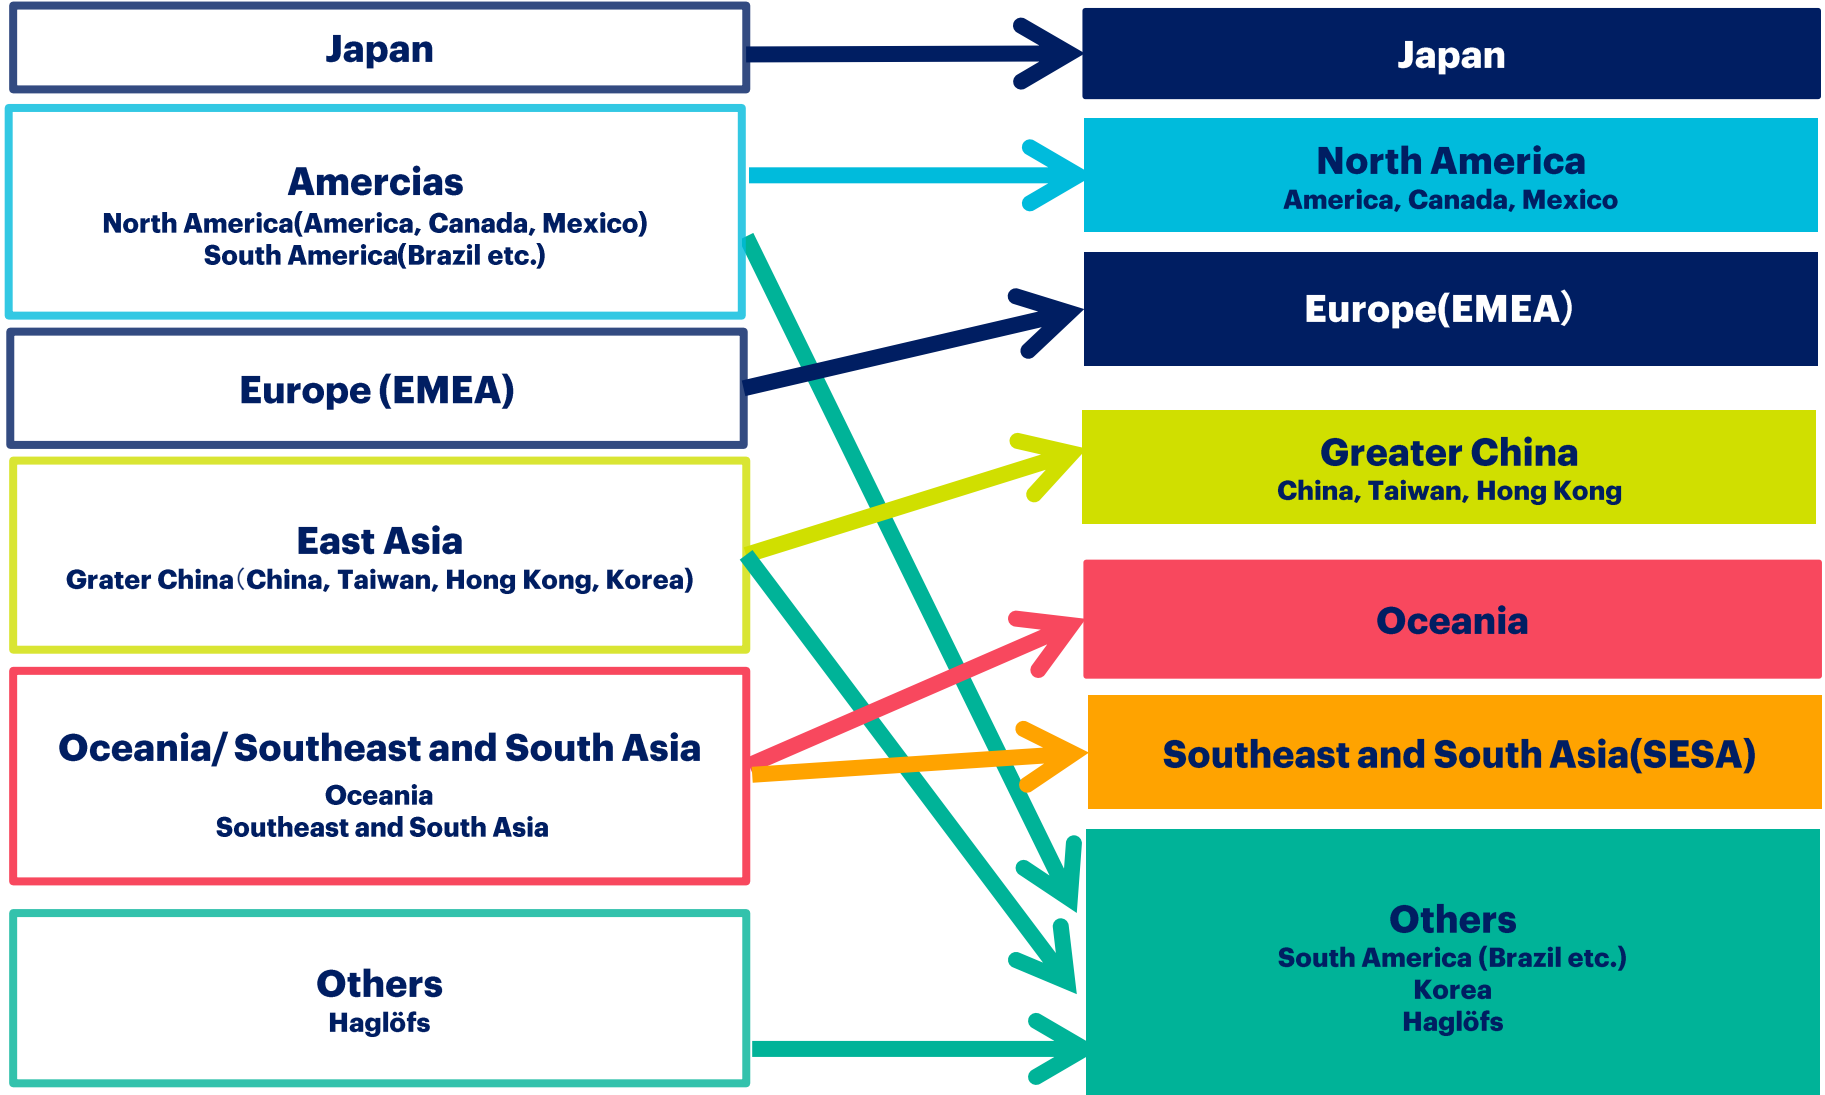 Japan
Amercias
North America(America, Canada, Mexico)
South America(Brazil etc.)
Europe (EMEA)
East Asia
Grater China（China, Taiwan, Hong Kong, Korea)
Oceania/ Southeast and South Asia
Oceania
Southeast and South Asia
Others
Haglöfs
Japan
North America
America, Canada, Mexico
Europe(EMEA）
Greater China
China, Taiwan, Hong Kong
Oceania
Southeast and South Asia(SESA)
Others
South America (Brazil etc.)
Korea
Haglöfs